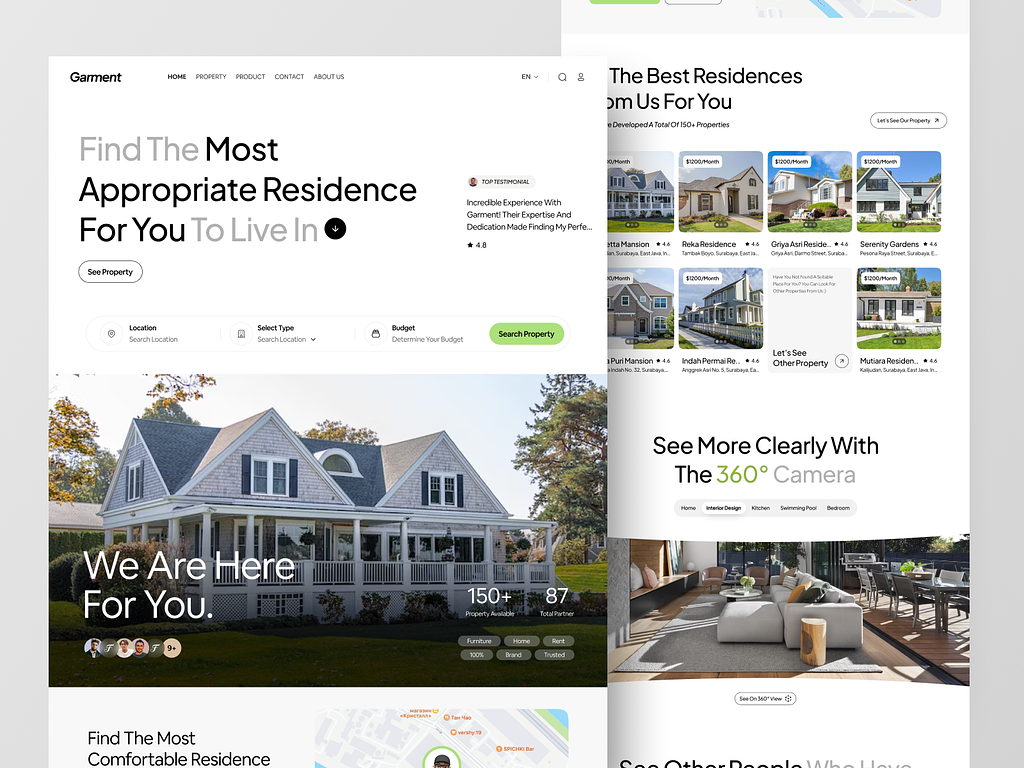 Garment
HOME PROPERTY PRODUCT CONTACT ABOUT US
EN
Find The Most
Appropriate Residence
For You To Live In
See Property
TOP TESTIMONIAL
Incredible Experience With
Garment! Their Expertise And
Dedication Made Finding My Perfe...
4.8
Location
Search Location
Select Type
Search Location
Budget
Determine Your Budget
Search Property
We Are Here
For You.
9+
150+
Property Available
87
Total Partner
Furniture Home Rent
100% Brand Trusted
Find The Most
Comfortable Residence
магазин
«Кристалл»
Тан Чао
vershy.19
SPICHKI Bar
The Best Residences
om Us For You
e Developed A Total Of 150+ Properties
Let's See Our Property
/Month
$1200/Month
$1200/Month
$1200/Month
etta Mansion 4.6
Reka Residence 4.6
Griya Asri Reside.. 4.6
Serenity Gardens 4.6
an, Surabaya, East Java, In...
Tambak Boyo, Surabaya, East Ja...
Griya Asri, Darmo Street, Suraba...
Pesona Raya Street, Surabaya, E...
/Month
$1200/Month
Have You Not Found A Suitable
Place For You? You Can Look For
Other Properties From Us :)
Let's See
Other Property
$1200/Month
a Puri Mansion 4.6
Indah Permai Re.. 4.6
Mutiara Residen.. 4.6
a Indah No. 32, Surabaya,...
Anggrek Asri No. 5, Surabaya, Ea...
Kalijudan, Surabaya, East Java, In...
See More Clearly With
The 360° Camera
Home Interior Design Kitchen Swimming Pool Bedroom
See On 360° View
See Other People Who Have